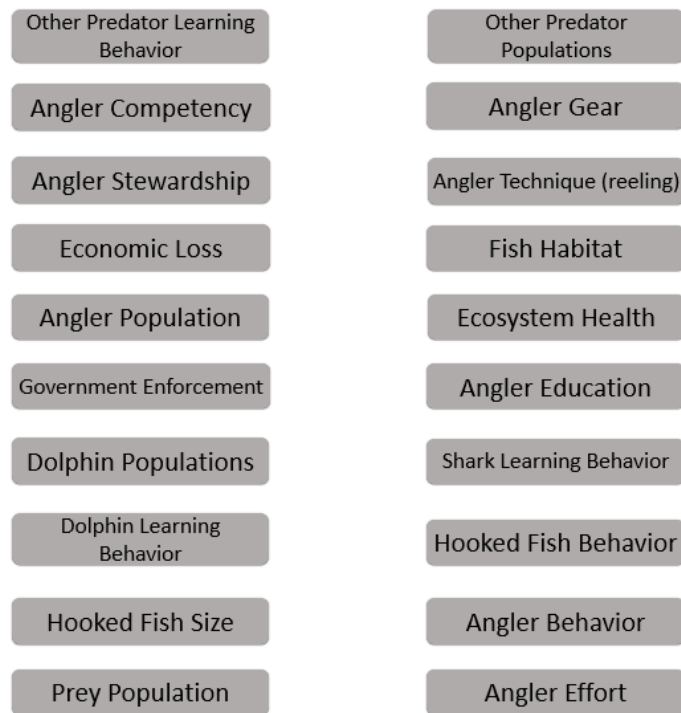 Other Predator Learning
Behavior
Other Predator
Populations
Angler Competency
Angler Gear
Angler Stewardship
Angler Technique (reeling)
Economic Loss
Fish Habitat
Angler Population
Ecosystem Health
Government Enforcement
Angler Education
Dolphin Populations
Shark Learning Behavior
Dolphin Learning
Behavior
Hooked Fish Behavior
Hooked Fish Size
Angler Behavior
Prey Population
Angler Effort